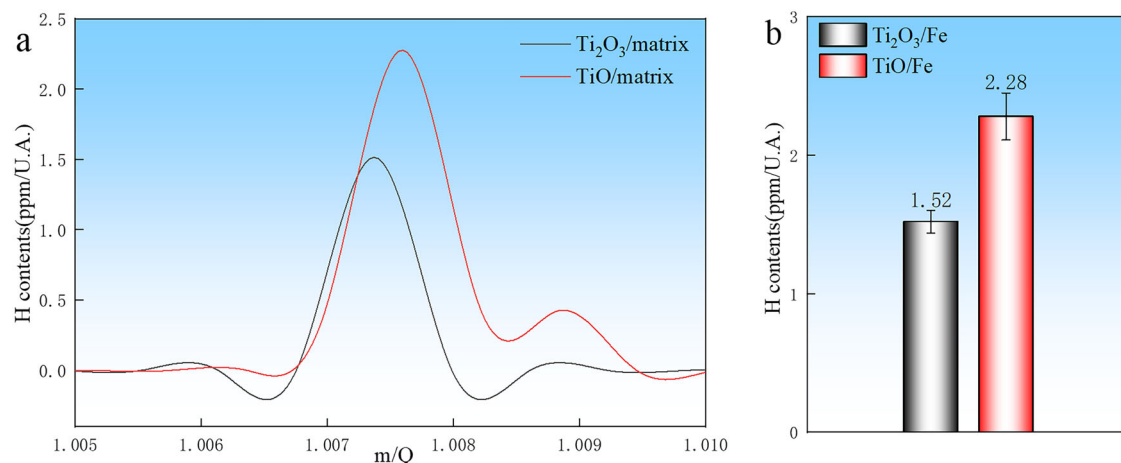 a
2.5
2.0
1.5
1.0
0.5
0.0
H contents(ppm/U.A.)
Ti₂O₃/matrix
TiO/matrix
1.005 1.006 1.007 1.008 1.009 1.010
m/Q
b
3
2
1
0
H contents(ppm/U.A.)
Ti₂O₃/Fe
TiO/Fe
2.28
1.52